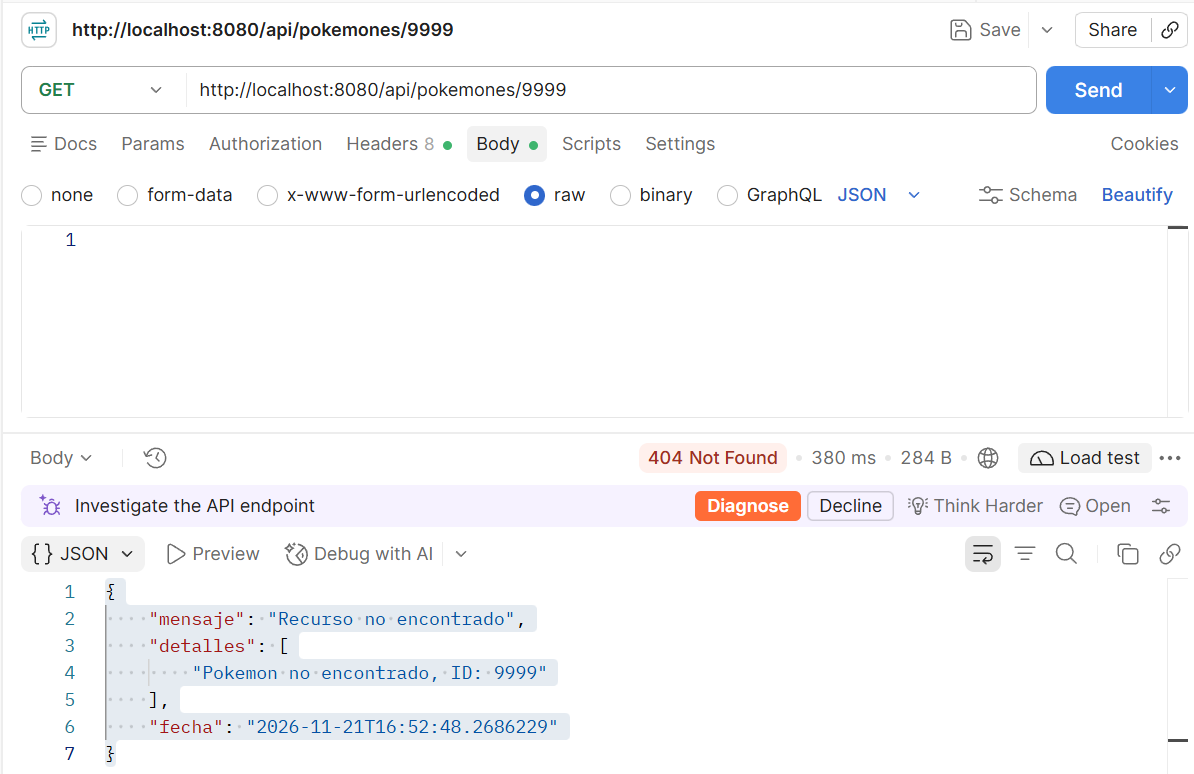 HTTP http://localhost:8080/api/pokemones/9999 Save Share
GET http://localhost:8080/api/pokemones/9999 Send
Docs Params Authorization Headers 8 Body Scripts Settings Cookies
none form-data x-www-form-urlencoded raw binary GraphQL JSON Schema Beautify
1
Body 404 Not Found • 380 ms • 284 B • Load test
Investigate the API endpoint Diagnose Decline Think Harder Open
{} JSON Preview Debug with AI
1 {
2 "mensaje": "Recurso no encontrado",
3 "detalles": [
4 "Pokemon no encontrado, ID: 9999"
5 ],
6 "fecha": "2026-11-21T16:52:48.2686229"
7 }